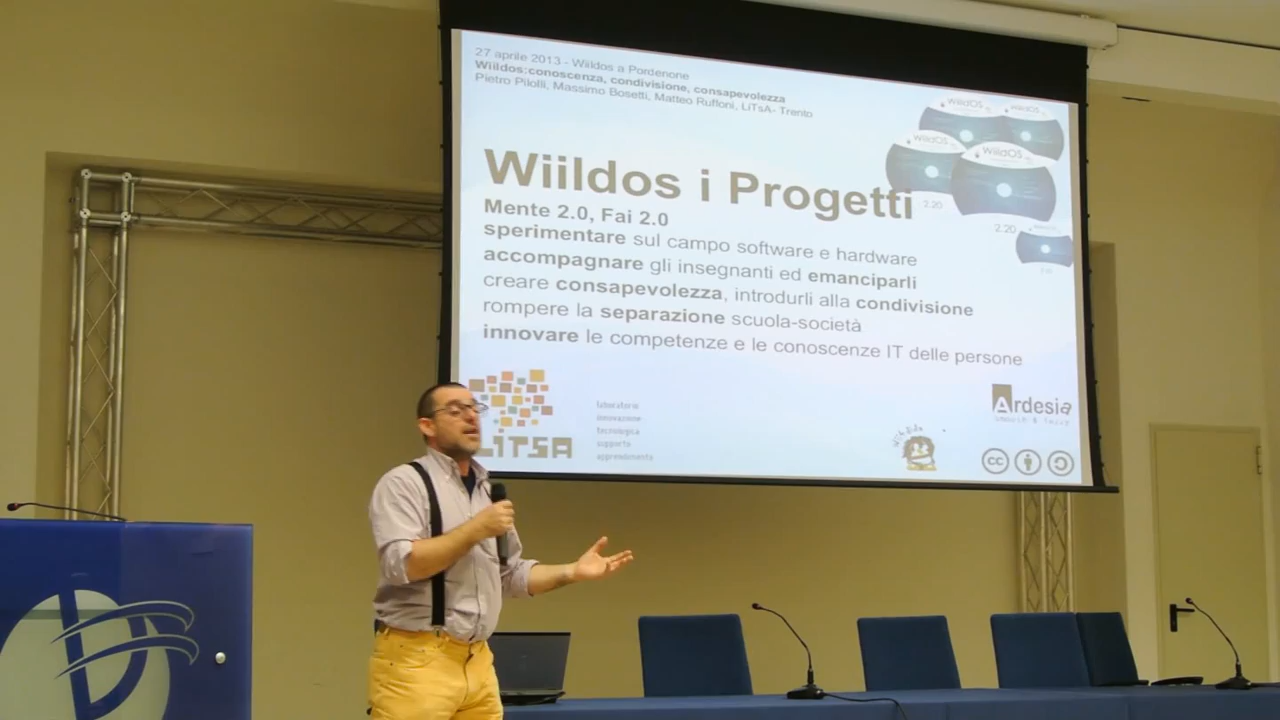 27 aprile 2013 - Wiildos a Pordenone
Wiildos:conoscenza, condivisione, consapevolezza
Pietro Pilolli, Massimo Bosetti, Matteo Ruffoni, LiTsA- Trento
WiildOS
WiildOS
WiildOS
Wiildos i Progetti
2.20
Mente 2.0, Fai 2.0
2.20
sperimentare sul campo software e hardware
accompagnare gli insegnanti ed emanciparli
creare consapevolezza, introdurli alla condivisione
rompere la separazione scuola-società
innovare le competenze e le conoscenze IT delle persone
LiTSA
laboratorio
innovazione
tecnologica
supporto
apprendimento
Ardesia
cc